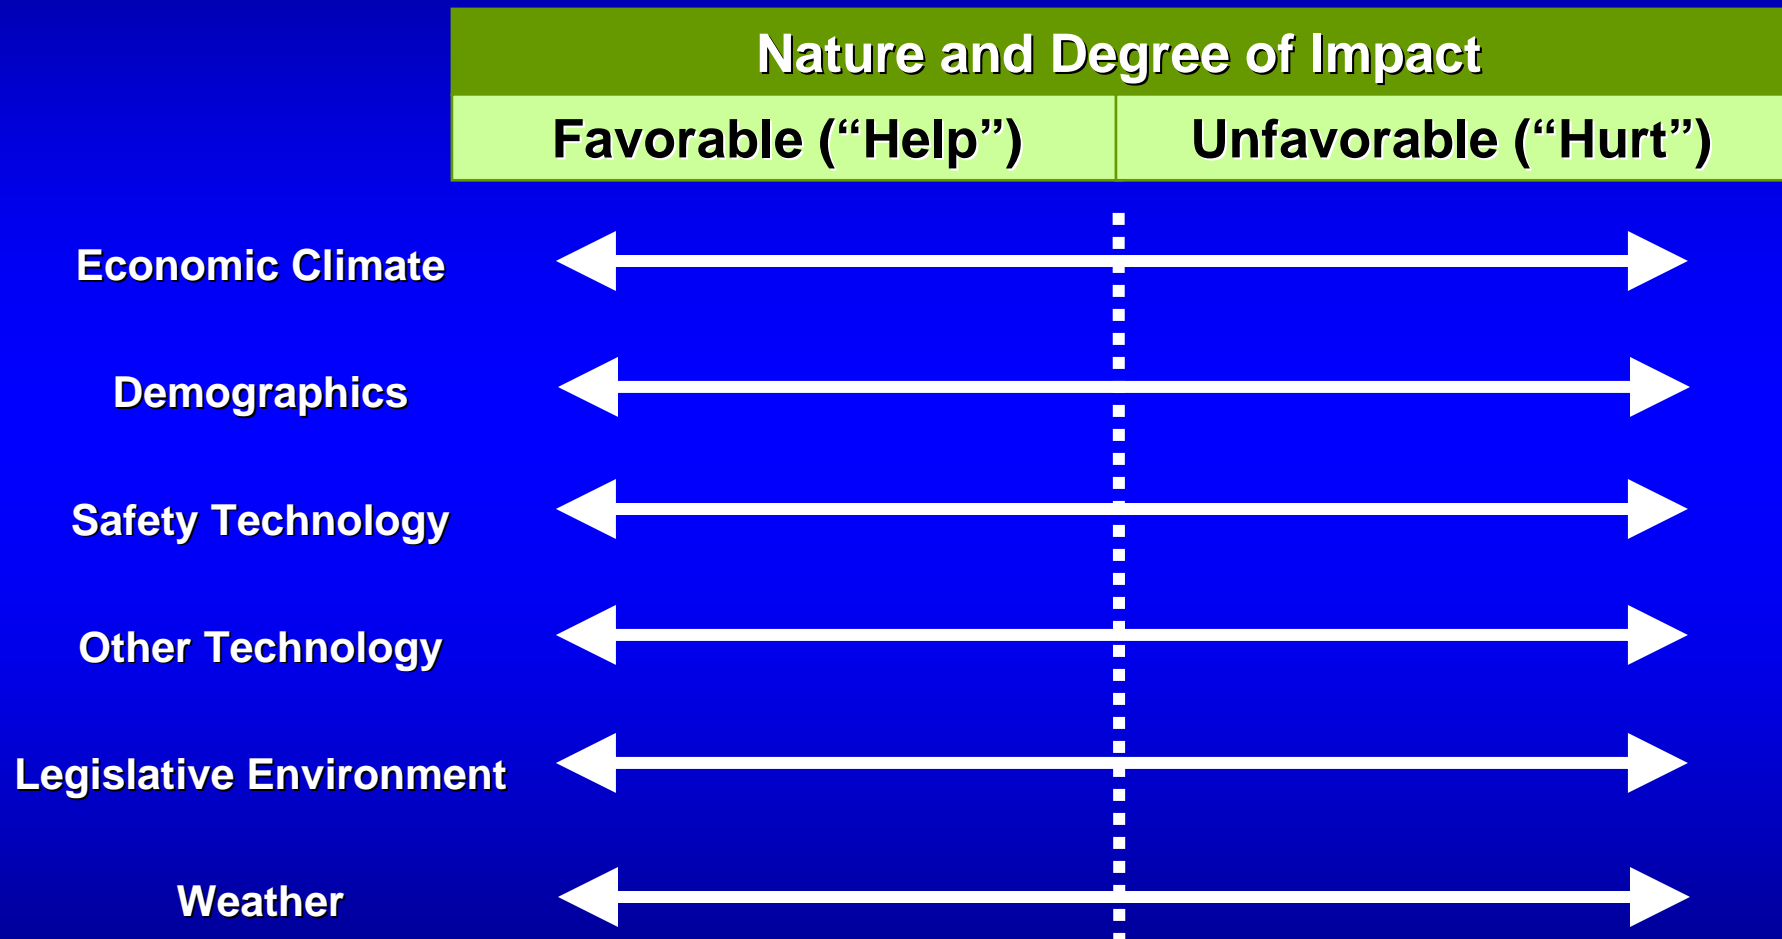 Nature and Degree of Impact
Favorable (“Help”)
Unfavorable (“Hurt”)
Economic Climate
Demographics
Safety Technology
Other Technology
Legislative Environment
Weather